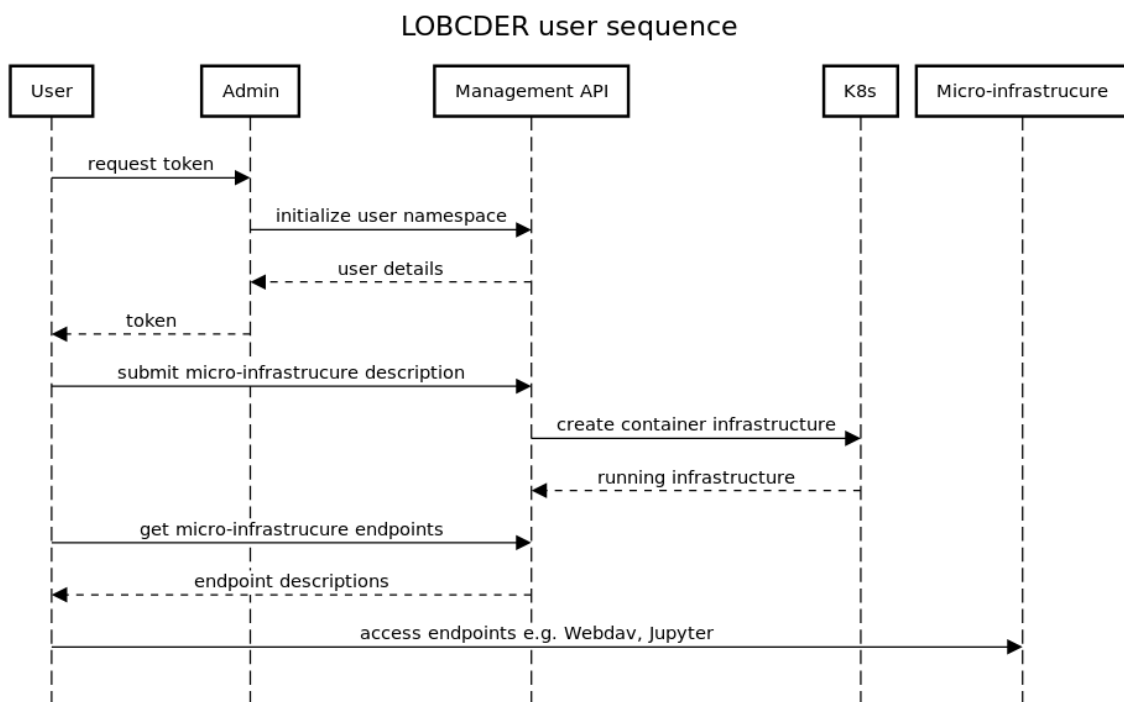 LOBCDER user sequence
User
Admin
Management API
K8s
Micro-infrastrucure
request token
initialize user namespace
user details
token
submit micro-infrastrucure description
create container infrastructure
running infrastructure
get micro-infrastrucure endpoints
endpoint descriptions
access endpoints e.g. Webdav, Jupyter